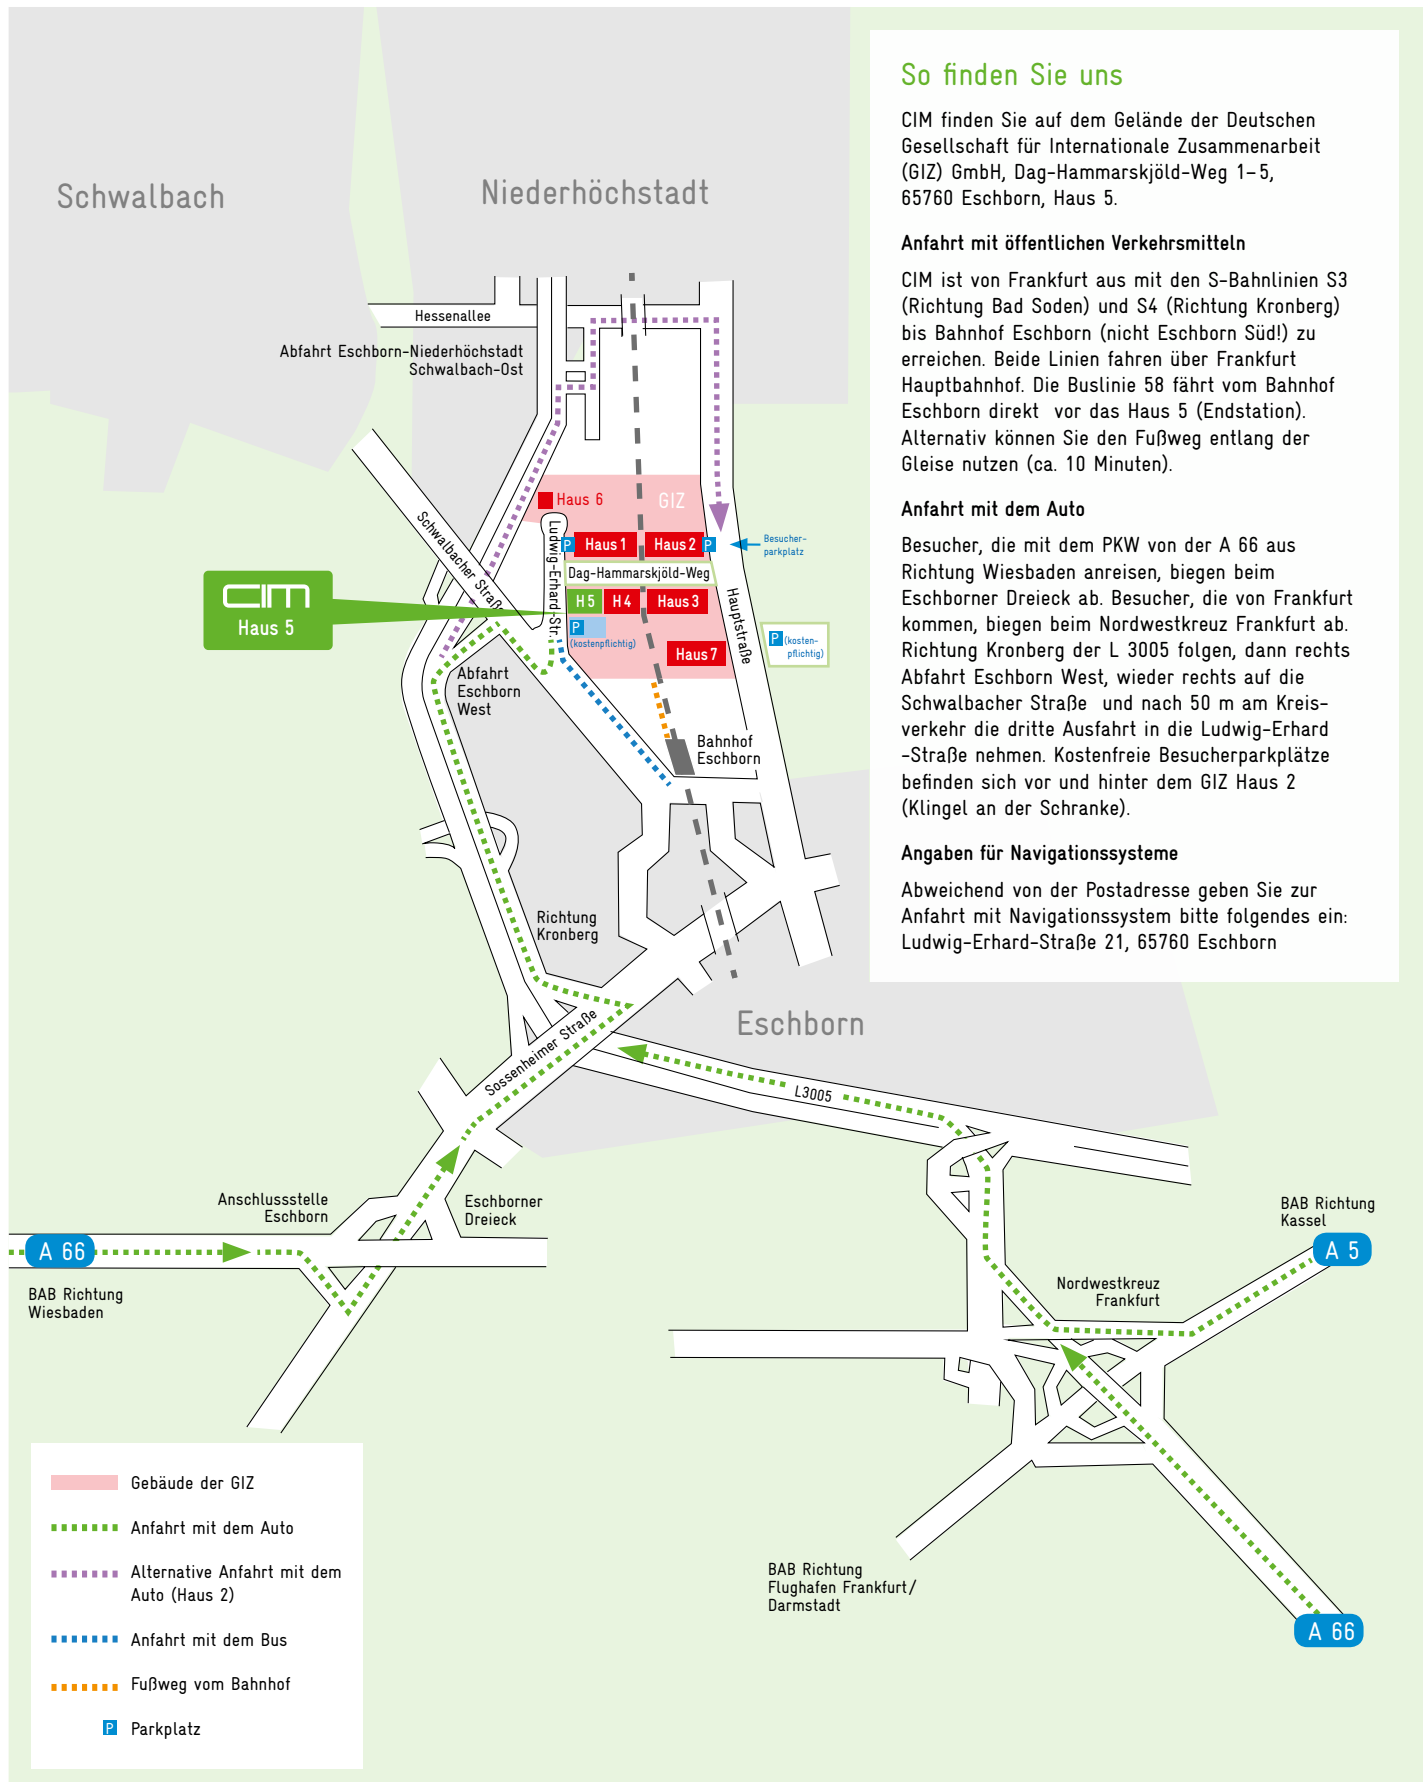 So finden Sie uns
CIM finden Sie auf dem Gelände der Deutschen
Gesellschaft für Internationale Zusammenarbeit
(GIZ) GmbH, Dag-Hammarskjöld-Weg 1–5,
65760 Eschborn, Haus 5.
Anfahrt mit öffentlichen Verkehrsmitteln
CIM ist von Frankfurt aus mit den S-Bahnlinien S3
(Richtung Bad Soden) und S4 (Richtung Kronberg)
bis Bahnhof Eschborn (nicht Eschborn Süd!) zu
erreichen. Beide Linien fahren über Frankfurt
Hauptbahnhof. Die Buslinie 58 fährt vom Bahnhof
Eschborn direkt vor das Haus 5 (Endstation).
Alternativ können Sie den Fußweg entlang der
Gleise nutzen (ca. 10 Minuten).
Anfahrt mit dem Auto
Besucher, die mit dem PKW von der A 66 aus
Richtung Wiesbaden anreisen, biegen beim
Eschborner Dreieck ab. Besucher, die von Frankfurt
kommen, biegen beim Nordwestkreuz Frankfurt ab.
Richtung Kronberg der L 3005 folgen, dann rechts
Abfahrt Eschborn West, wieder rechts auf die
Schwalbacher Straße und nach 50 m am Kreis-
verkehr die dritte Ausfahrt in die Ludwig-Erhard
-Straße nehmen. Kostenfreie Besucherparkplätze
befinden sich vor und hinter dem GIZ Haus 2
(Klingel an der Schranke).
Angaben für Navigationssysteme
Abweichend von der Postadresse geben Sie zur
Anfahrt mit Navigationssystem bitte folgendes ein:
Ludwig-Erhard-Straße 21, 65760 Eschborn
Schwalbach
Niederhöchstadt
Hessenallee
Abfahrt Eschborn-Niederhöchstadt
Schwalbach-Ost
Haus 6
GIZ
Schwalbacher Straße
Ludwig-Erhard-Str.
P
Haus 1
Haus 2
P
Besucher-
parkplatz
Dag-Hammarskjöld-Weg
CIM
Haus 5
H 5
H 4
Haus 3
P
(kostenpflichtig)
Haus 7
Hauptstraße
P (kosten-
pflichtig)
Abfahrt
Eschborn
West
Bahnhof
Eschborn
Richtung
Kronberg
Sossenheimer Straße
Eschborn
L3005
Anschlussstelle
Eschborn
Eschborner
Dreieck
A 66
BAB Richtung
Wiesbaden
BAB Richtung
Kassel
A 5
Nordwestkreuz
Frankfurt
BAB Richtung
Flughafen Frankfurt/
Darmstadt
A 66
Gebäude der GIZ
Anfahrt mit dem Auto
Alternative Anfahrt mit dem
Auto (Haus 2)
Anfahrt mit dem Bus
Fußweg vom Bahnhof
P Parkplatz